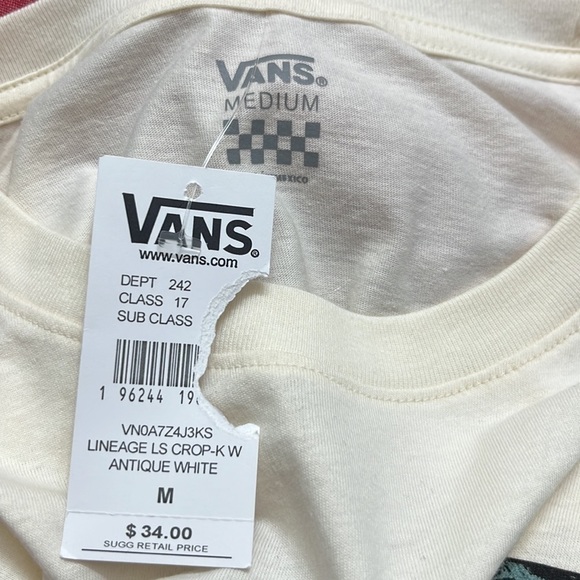 VANS®
MEDIUM
MEXICO
VANS®
www.vans.com
DEPT 242
CLASS 17
SUB CLASS
1 96244
VN0A7Z4J3KS
LINEAGE LS CROP-K W
ANTIQUE WHITE
M
$ 34.00
SUGG RETAIL PRICE